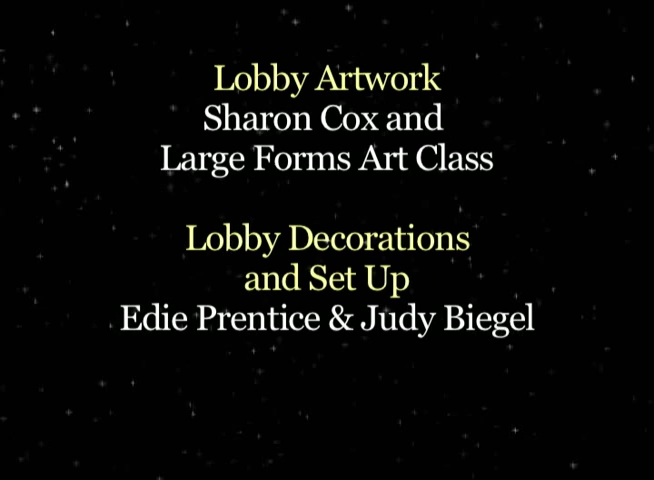 Lobby Artwork
Sharon Cox and
Large Forms Art Class
Lobby Decorations
and Set Up
Edie Prentice & Judy Biegel